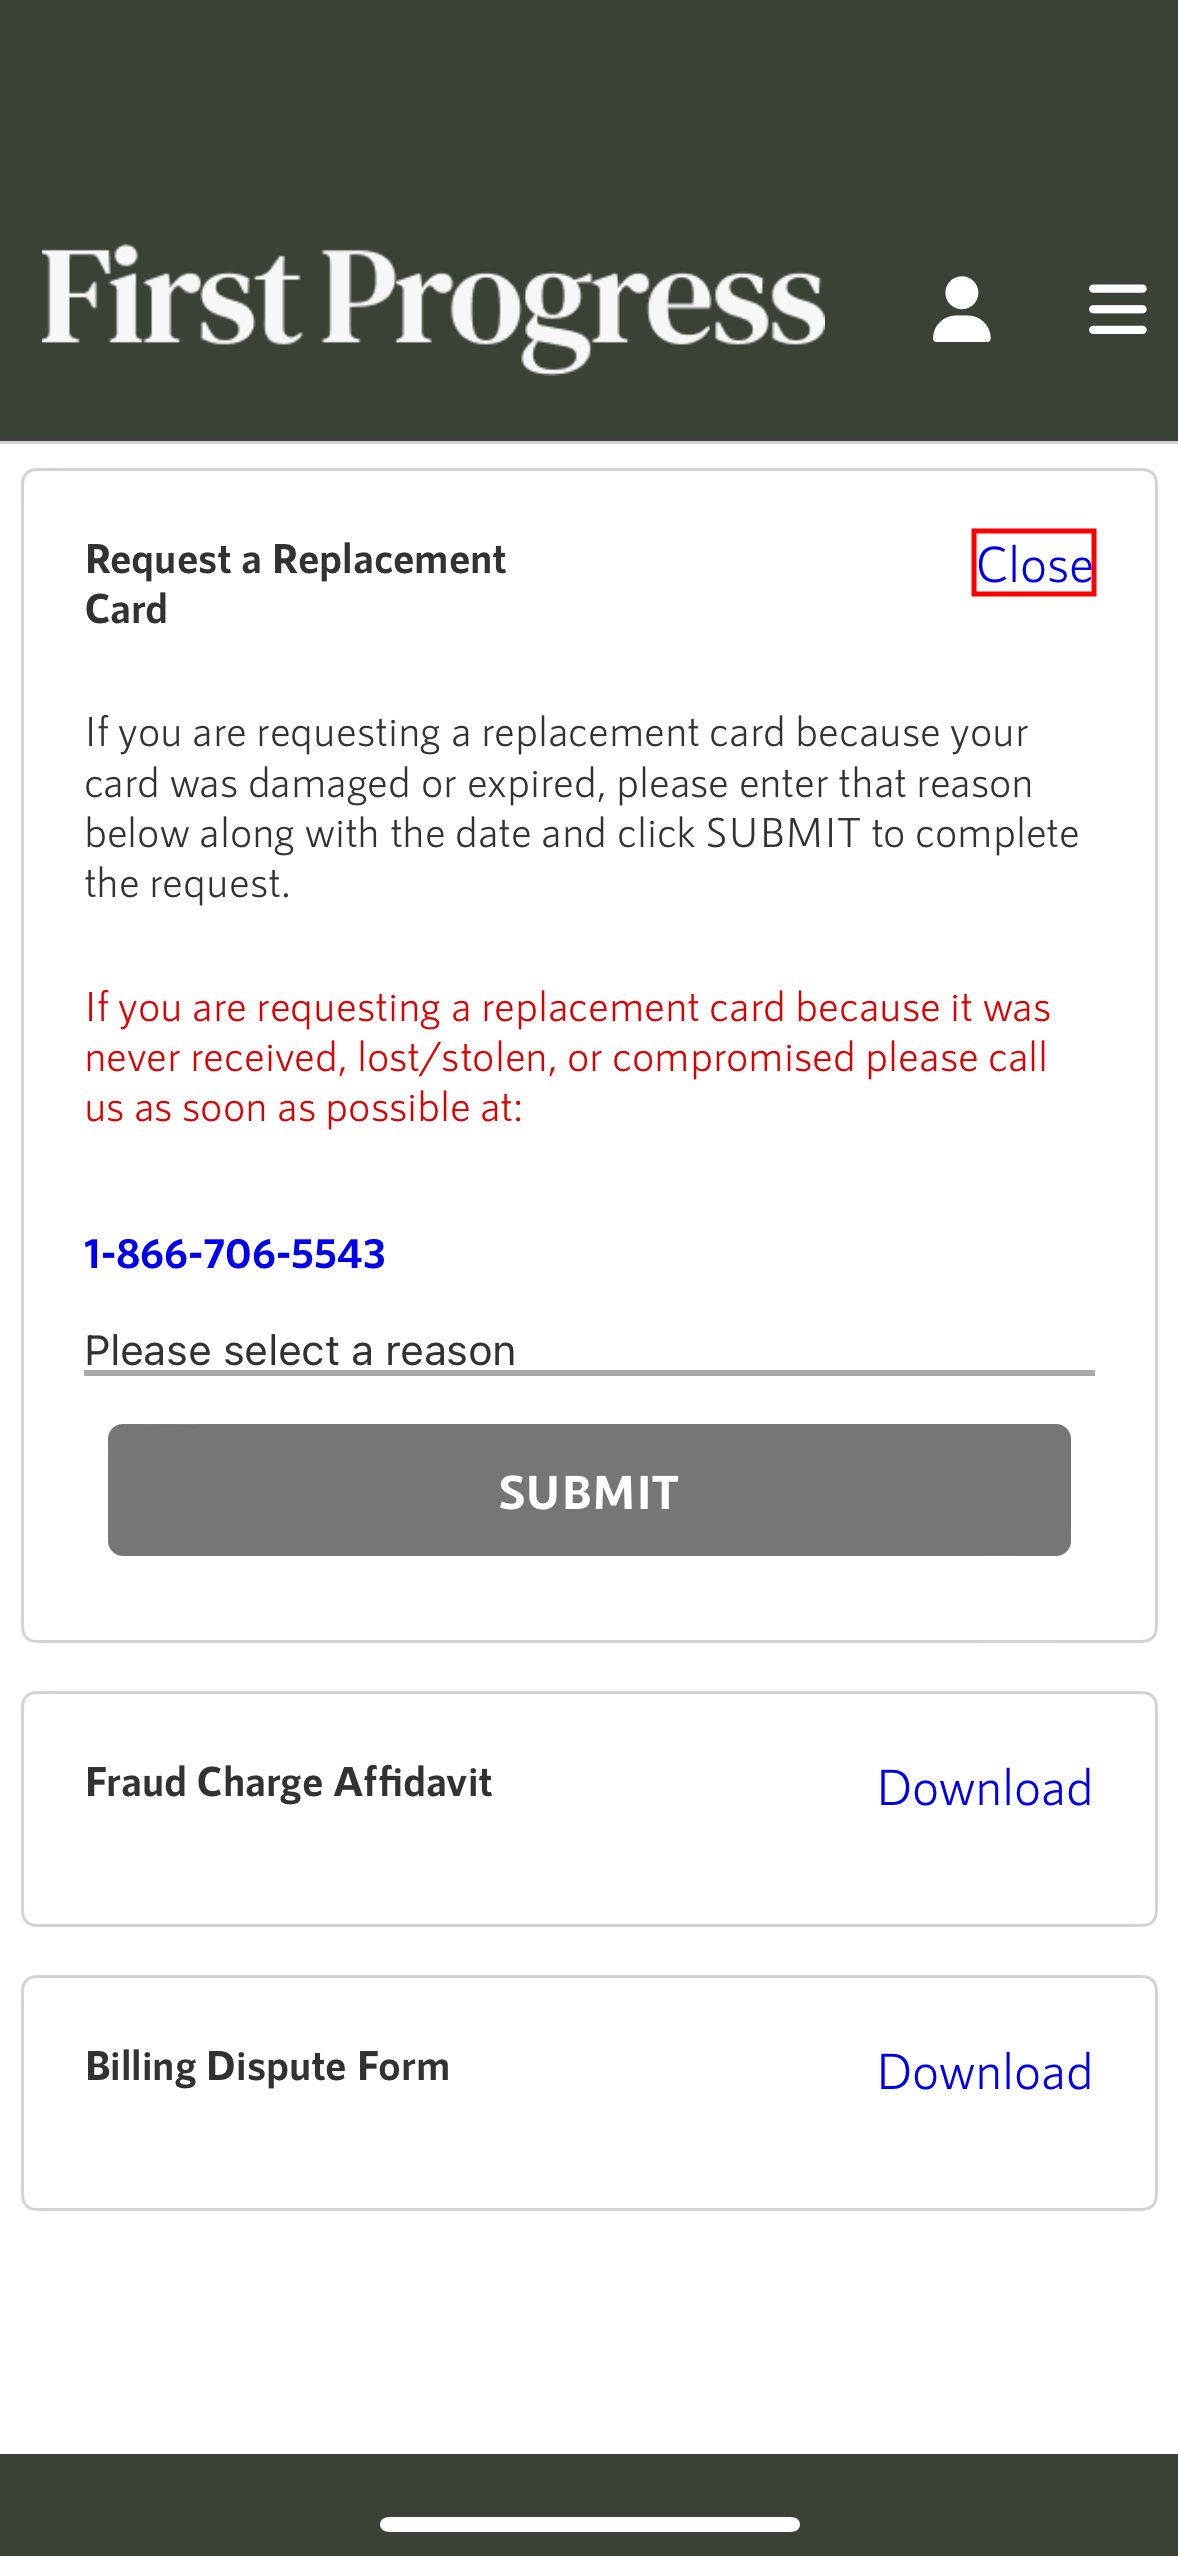 First Progress
Request a Replacement
Card
Close
If you are requesting a replacement card because your
card was damaged or expired, please enter that reason
below along with the date and click SUBMIT to complete
the request.
If you are requesting a replacement card because it was
never received, lost/stolen, or compromised please call
us as soon as possible at:
1-866-706-5543
Please select a reason
SUBMIT
Fraud Charge Affidavit
Download
Billing Dispute Form
Download